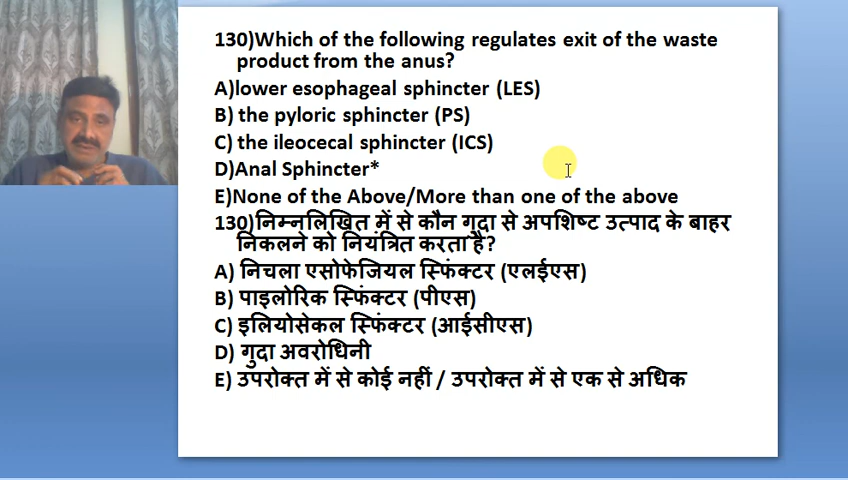 130)Which of the following regulates exit of the waste
product from the anus?
A)lower esophageal sphincter (LES)
B) the pyloric sphincter (PS)
C) the ileocecal sphincter (ICS)
D)Anal Sphincter*
E)None of the Above/More than one of the above
130)निम्नलिखित में से कौन गुदा से अपशिष्ट उत्पाद के बाहर
निकलने को नियंत्रित करता है?
A) निचला एसोफेजियल स्फिंक्टर (एलईएस)
B) पाइलोरिक स्फिंक्टर (पीएस)
C) इलियोसेकल स्फिंक्टर (आईसीएस)
D) गुदा अवरोधिनी
E) उपरोक्त में से कोई नहीं / उपरोक्त में से एक से अधिक